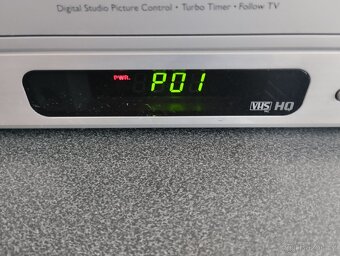 Digital Studio Picture Control • Turbo Timer • Follow TV
PWR. P01
VHS HQ